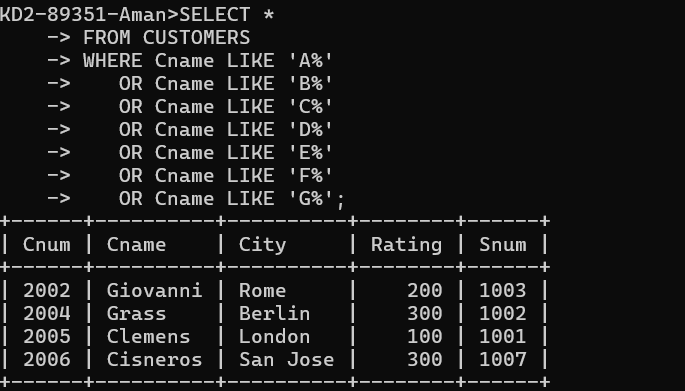 KD2-89351-Aman>SELECT *
    -> FROM CUSTOMERS
    -> WHERE Cname LIKE 'A%'
    ->    OR Cname LIKE 'B%'
    ->    OR Cname LIKE 'C%'
    ->    OR Cname LIKE 'D%'
    ->    OR Cname LIKE 'E%'
    ->    OR Cname LIKE 'F%'
    ->    OR Cname LIKE 'G%';
+------+----------+----------+--------+------+
| Cnum | Cname    | City     | Rating | Snum |
+------+----------+----------+--------+------+
| 2002 | Giovanni | Rome     |    200 | 1003 |
| 2004 | Grass    | Berlin   |    300 | 1002 |
| 2005 | Clemens  | London   |    100 | 1001 |
| 2006 | Cisneros | San Jose |    300 | 1007 |
+------+----------+----------+--------+------+